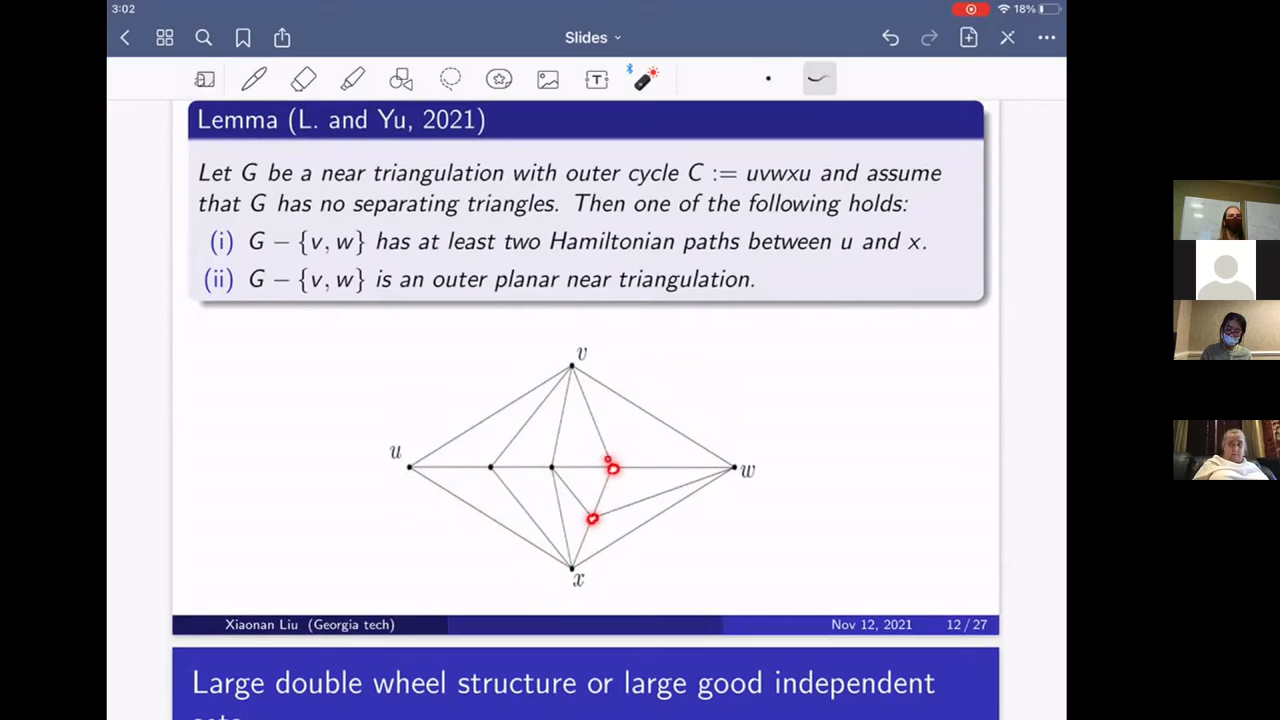 3:02
18%
Slides
T
Lemma (L. and Yu, 2021)
Let G be a near triangulation with outer cycle C := uvwxu and assume
that G has no separating triangles. Then one of the following holds:
(i) G − {v, w} has at least two Hamiltonian paths between u and x.
(ii) G − {v, w} is an outer planar near triangulation.
v
u
w
x
Xiaonan Liu (Georgia tech)
Nov 12, 2021
12 / 27
Large double wheel structure or large good independent